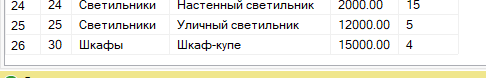 24 24 Светильники Настенный светильник 2000.00 15
25 25 Светильники Уличный светильник 12000.00 5
26 30 Шкафы Шкаф-купе 15000.00 4